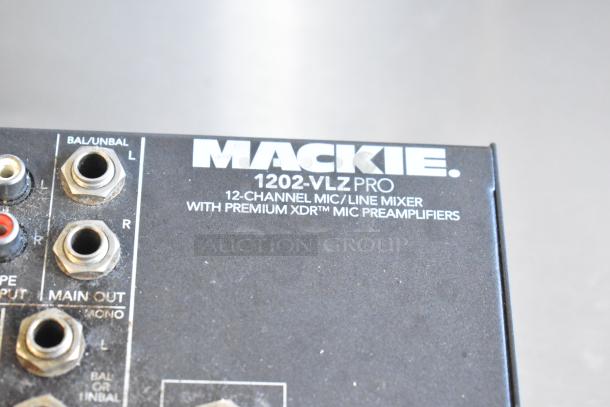 BAL/UNBAL
L
MACKIE.
1202-VLZ PRO
12-CHANNEL MIC/LINE MIXER
WITH PREMIUM XDR™ MIC PREAMPLIFIERS
L
R
R
AUCTION GROUP
PUT
MAIN OUT
MONO
L
BAL
OR
UNBAL